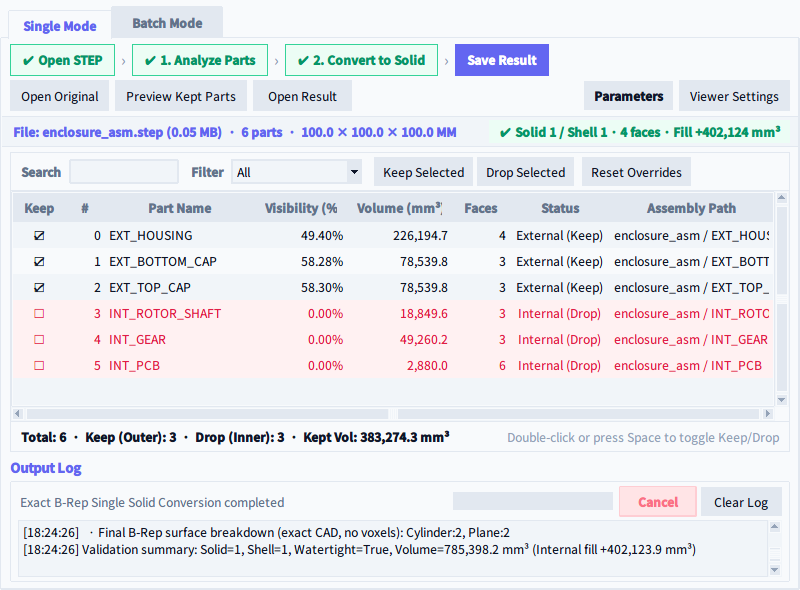 Single Mode Batch Mode
✔ Open STEP › ✔ 1. Analyze Parts › ✔ 2. Convert to Solid › Save Result
Open Original Preview Kept Parts Open Result Parameters Viewer Settings
File: enclosure_asm.step (0.05 MB) · 6 parts · 100.0 × 100.0 × 100.0 MM ✔ Solid 1 / Shell 1 · 4 faces · Fill +402,124 mm³
Search Filter All Keep Selected Drop Selected Reset Overrides
Keep # Part Name Visibility (% Volume (mm³ Faces Status Assembly Path
☑ 0 EXT_HOUSING 49.40% 226,194.7 4 External (Keep) enclosure_asm / EXT_HOUS
☑ 1 EXT_BOTTOM_CAP 58.28% 78,539.8 3 External (Keep) enclosure_asm / EXT_BOTT
☑ 2 EXT_TOP_CAP 58.30% 78,539.8 3 External (Keep) enclosure_asm / EXT_TOP_
☐ 3 INT_ROTOR_SHAFT 0.00% 18,849.6 3 Internal (Drop) enclosure_asm / INT_ROTO
☐ 4 INT_GEAR 0.00% 49,260.2 3 Internal (Drop) enclosure_asm / INT_GEAR
☐ 5 INT_PCB 0.00% 2,880.0 6 Internal (Drop) enclosure_asm / INT_PCB
Total: 6 · Keep (Outer): 3 · Drop (Inner): 3 · Kept Vol: 383,274.3 mm³ Double-click or press Space to toggle Keep/Drop
Output Log
Exact B-Rep Single Solid Conversion completed Cancel Clear Log
[18:24:26] · Final B-Rep surface breakdown (exact CAD, no voxels): Cylinder:2, Plane:2
[18:24:26] Validation summary: Solid=1, Shell=1, Watertight=True, Volume=785,398.2 mm³ (Internal fill +402,123.9 mm³)